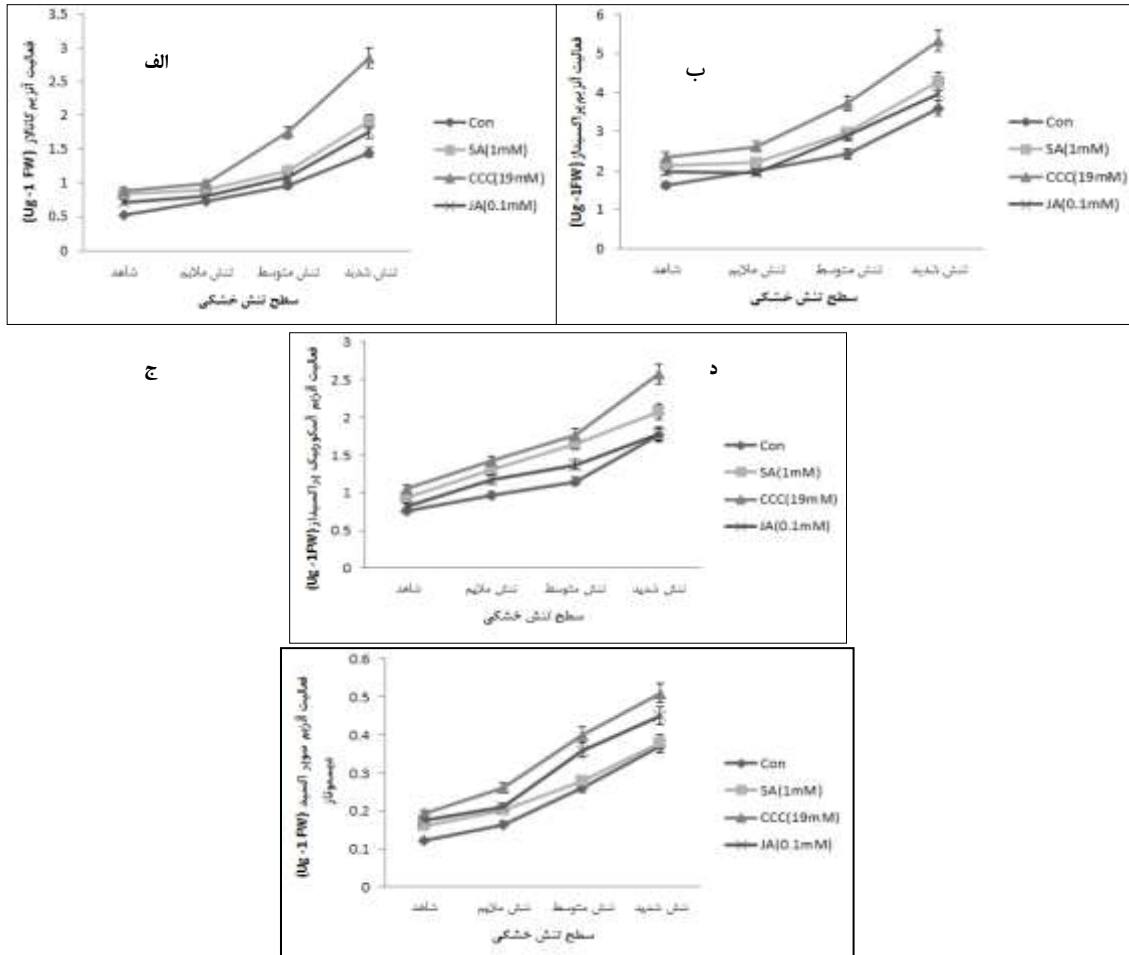 الف
فعالیت آنزیم کاتالاز (Ug -1 FW)
3.5
3
2.5
2
1.5
1
0.5
0
شاهد
تنش ملایم
تنش متوسط
تنش شدید
سطح تنش خشکی
Con
SA(1mM)
CCC(19mM)
JA(0.1mM)
ب
فعالیت آنزیم پراکسیداز (Ug -1FW)
6
5
4
3
2
1
0
شاهد
تنش ملایم
تنش متوسط
تنش شدید
سطح تنش خشکی
Con
SA(1mM)
CCC(19mM)
JA(0.1mM)
ج
د
فعالیت آنزیم آسکوربیک پراکسیداز (Ug -1FW)
3
2.5
2
1.5
1
0.5
0
شاهد
تنش ملایم
تنش متوسط
تنش شدید
سطح تنش خشکی
Con
SA(1mM)
CCC(19mM)
JA(0.1mM)
فعالیت آنزیم سوپر اکسید
دیسموتاز (Ug -1 FW)
0.6
0.5
0.4
0.3
0.2
0.1
0
شاهد
تنش ملایم
تنش متوسط
تنش شدید
سطح تنش خشکی
Con
SA(1mM)
CCC(19mM)
JA(0.1mM)